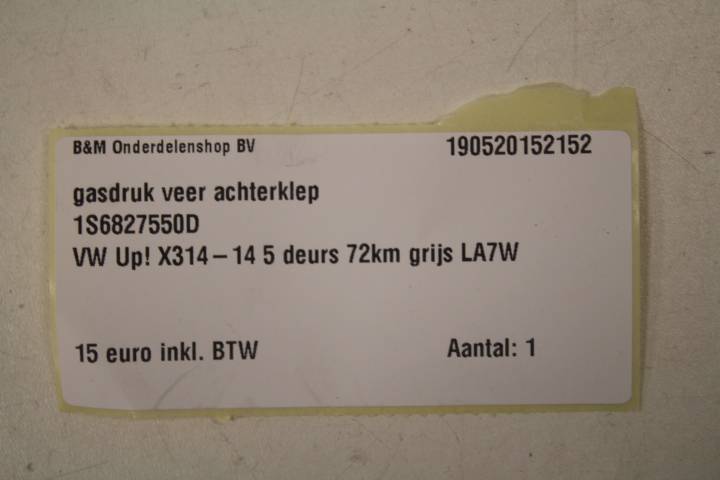 B&M Onderdelenshop BV 190520152152
gasdruk veer achterklep
1S6827550D
VW Up! X314-14 5 deurs 72km grijs LA7W
15 euro inkl. BTW Aantal: 1